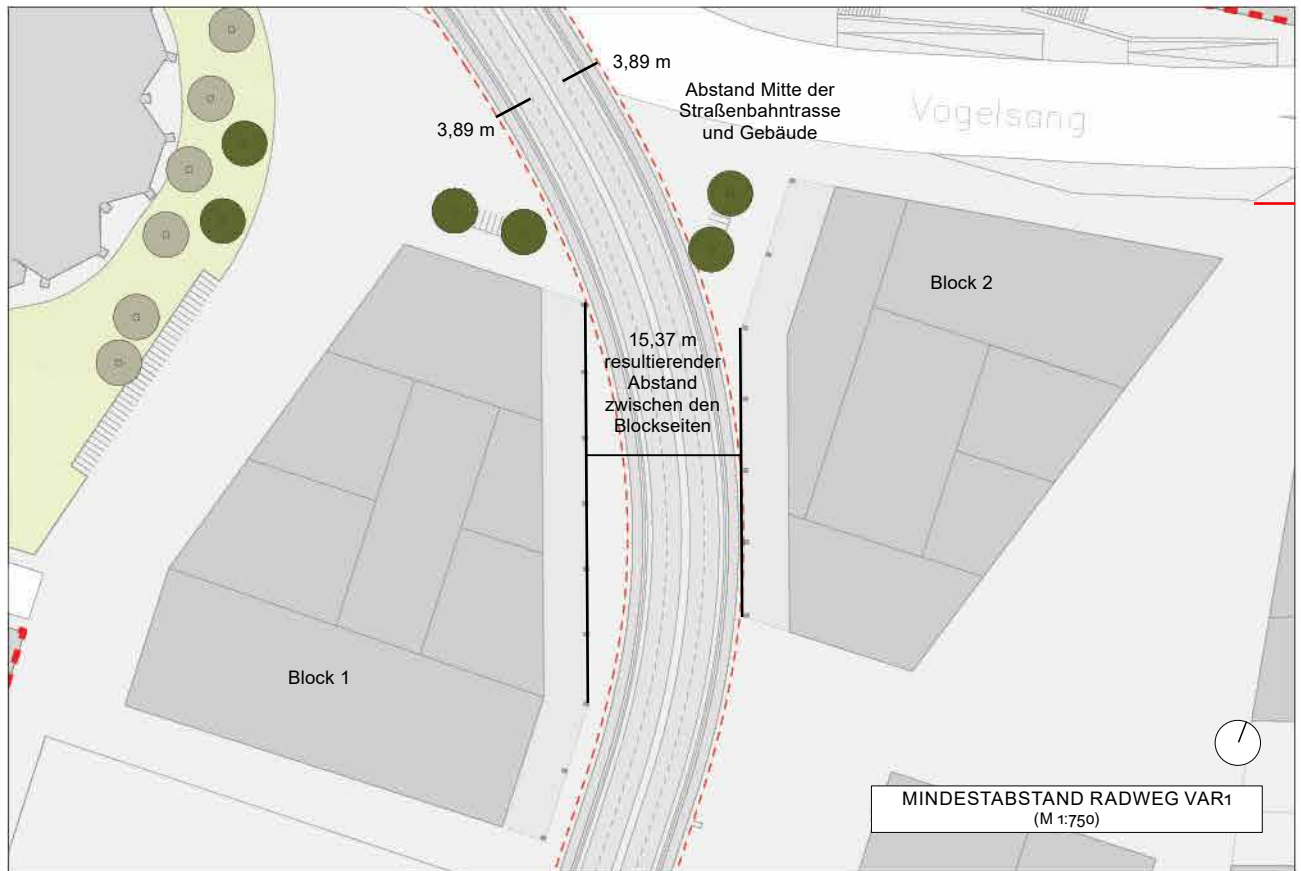 3,89 m
3,89 m
Abstand Mitte der
Straßenbahntrasse
und Gebäude
Vogelsang
Block 2
15,37 m
resultierender
Abstand
zwischen den
Blockseiten
Block 1
MINDESTABSTAND RADWEG VAR1
(M 1:750)